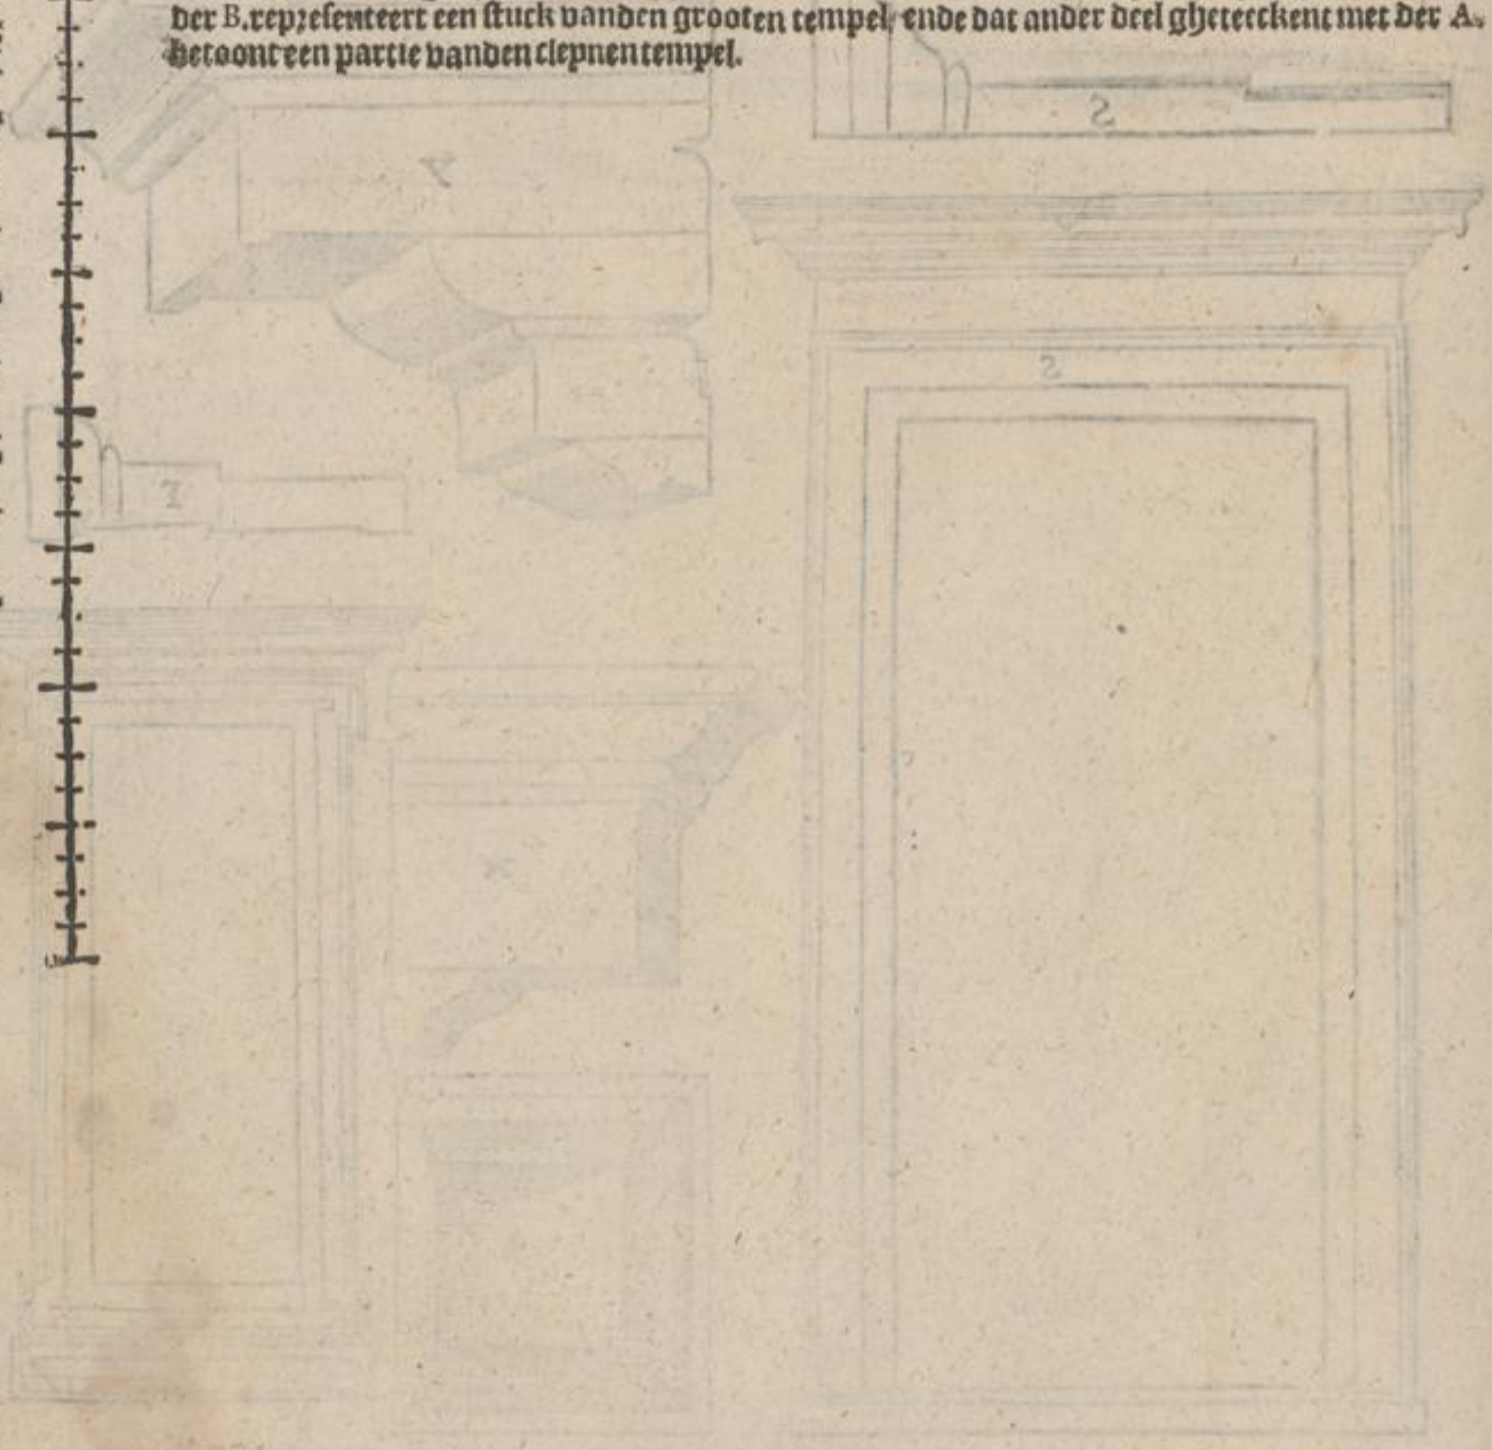 der B. representeert een stuck vanden grooten tempel, ende dat ander deel gheteeckent met der A.
betoont een partie vanden cleynen tempel.
S
S